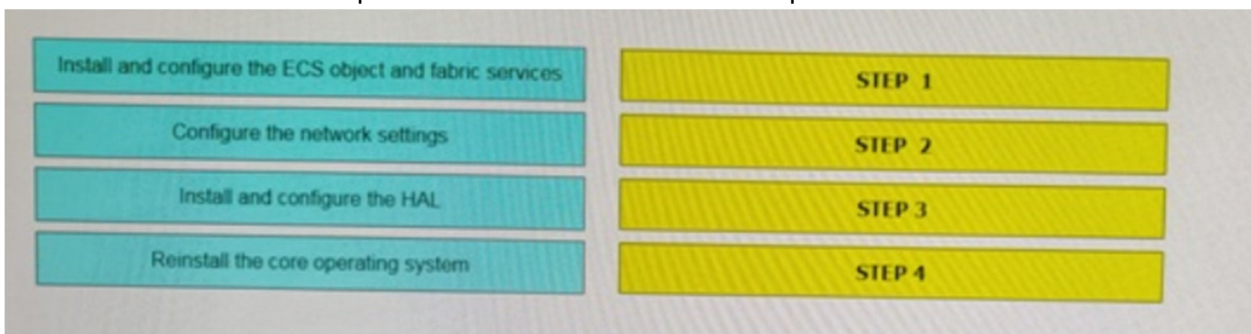 Install and configure the ECS object and fabric services
STEP 1
Configure the network settings
STEP 2
Install and configure the HAL
STEP 3
Reinstall the core operating system
STEP 4